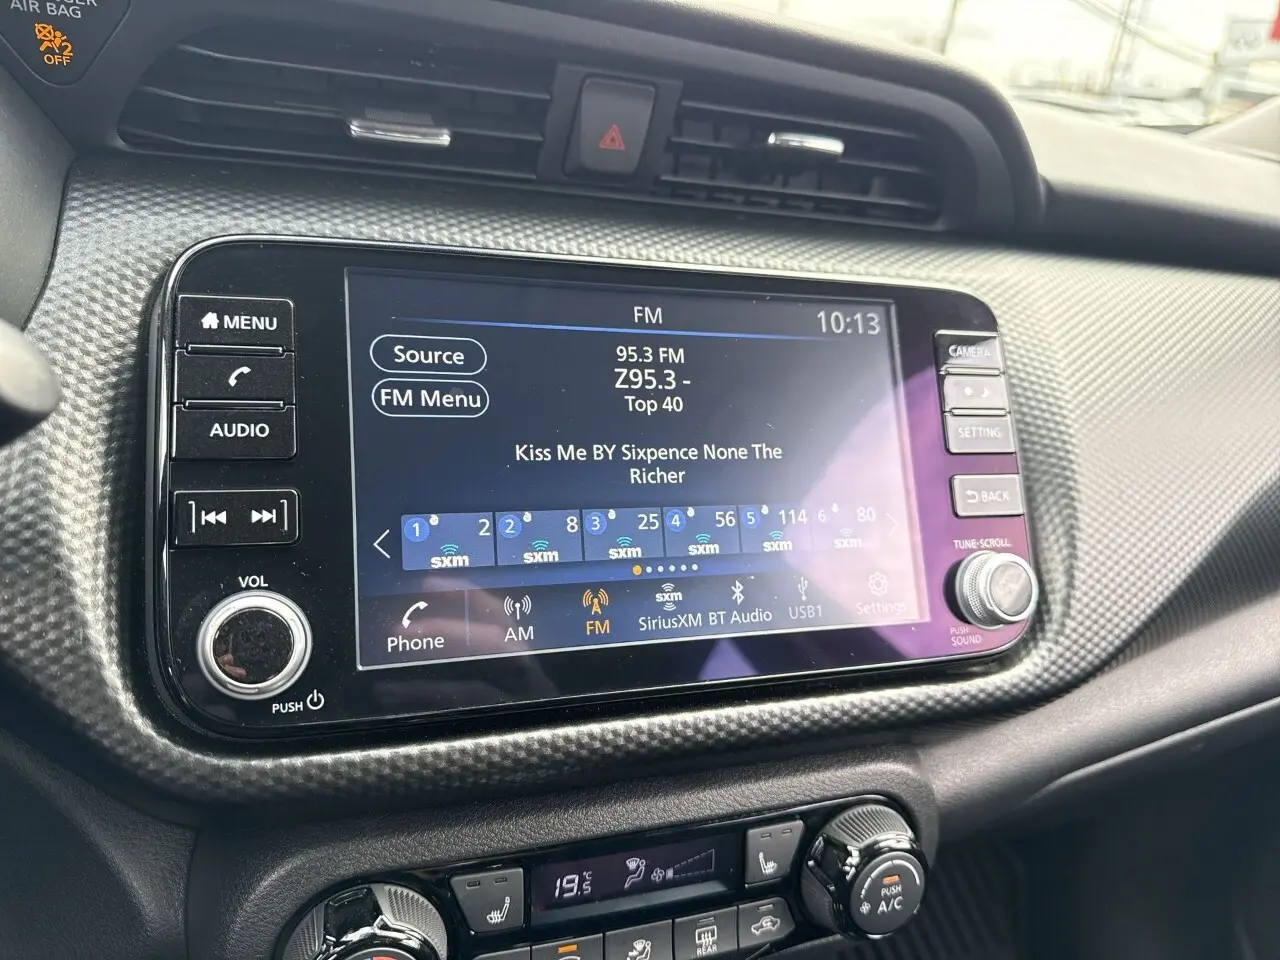 AIR BAG
2
OFF
MENU
AUDIO
VOL
PUSH
FM
10:13
Source
FM Menu
95.3 FM
Z95.3 -
Top 40
Kiss Me BY Sixpence None The
Richer
1 2 2 8 3 25 4 56 5 114 6 80
sxm sxm sxm sxm sxm sxm
Phone AM FM SiriusXM BT Audio USB1 Settings
sxm
CAMERA
SETTING
BACK
TUNE·SCROLL
PUSH
SOUND
19.5°C
PUSH
A/C
REAR